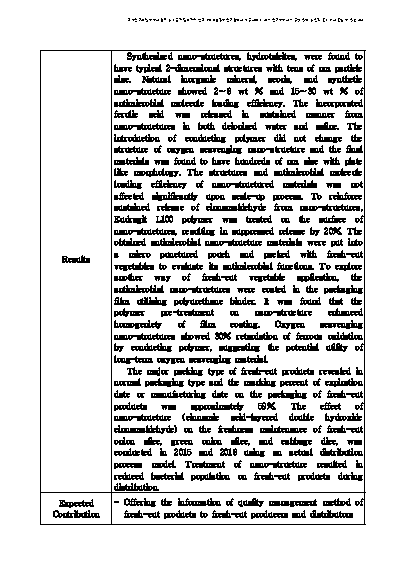 Synthesized nano-structures, hydrotalcites, were found to
have typical 2-dimensional structures with tens of nm particle
size. Natural inorganic mineral, zeolite, and synthetic
nano-structure showed 2~8 wt % and 15~30 wt % of
antimicrobial molecule loading efficiency. The incorporated
ferulic acid was released in sustained manner from
nano-structures in both deionized water and saline. The
introduction of conducting polymer did not change the
structure of oxygen scavenging nano-structure and the final
materials was found to have hundreds of nm size with plate
like morphology. The structures and antimicrobial molecule
loading efficiency of nano-structured materials was not
affected significantly upon scale-up process. To reinforce
sustained release of cinnamaldehyde from nano-structures,
Eudragit L100 polymer was treated on the surface of
nano-structures, resulting in suppressed release by 20%. The
obtained antimicrobial nano-structure materials were put into
a micro punctured pouch and packed with fresh-cut
vegetables to evaluate its antimicrobial functions. To explore
another way of fresh-cut vegetable application, the
antimicrobial nano-structures were coated in the packaging
film utilizing polyurethane binder. It was found that the
polymer pre-treatment on nano-structure enhanced
homogeneity of film coating. Oxygen scavenging
nano-structures showed 30% retardation of ferrous oxidation
by conducting polymer, suggesting the potential utility of
long-term oxygen scavenging material.
Results
The major packing type of fresh-cut products revealed in
normal packaging type and the marking percent of expiration
date or manufacturing date on the packaging of fresh-cut
products was approximately 59%. The effect of
nano-structure (cinnamic acid-layered double hydroxide
cinnamaldehyde) on the freshness maintenance of fresh-cut
onion slice, green onion slice, and cabbage slice, was
conducted in 2015 and 2016 using an actual distribution
process model. Treatment of nano-structure resulted in
reduced bacterial population on fresh-cut products during
distribution.
Expected
Contribution
- Offering the information of quality management method of
fresh-cut products to fresh-cut producers and distributors